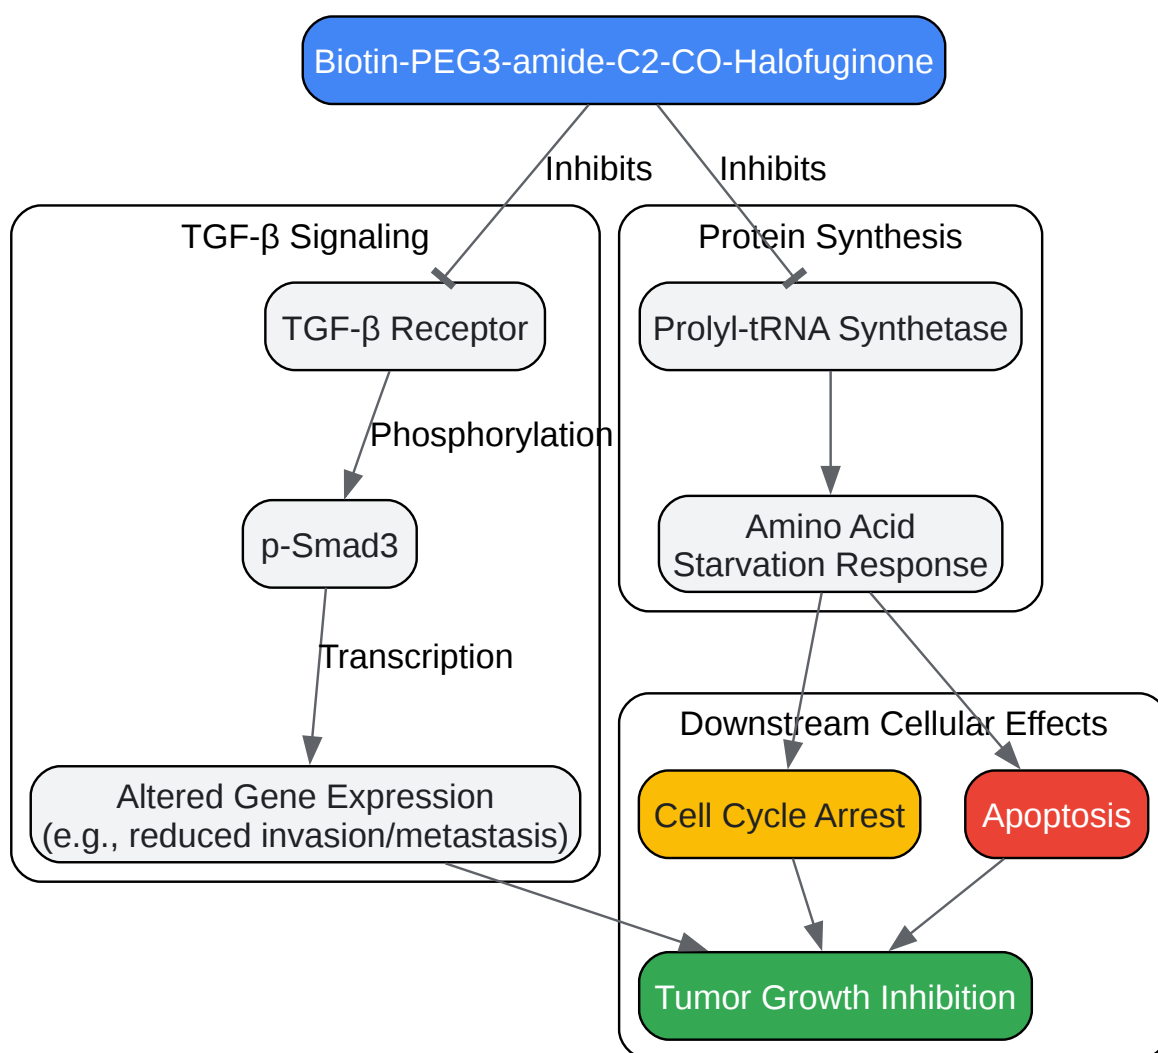 Biotin-PEG3-amide-C2-CO-Halofuginone
Inhibits
Inhibits
TGF-β Signaling
Protein Synthesis
TGF-β Receptor
Prolyl-tRNA Synthetase
Phosphorylation
p-Smad3
Amino Acid
Starvation Response
Transcription
Downstream Cellular Effects
Altered Gene Expression
(e.g., reduced invasion/metastasis)
Cell Cycle Arrest
Apoptosis
Tumor Growth Inhibition